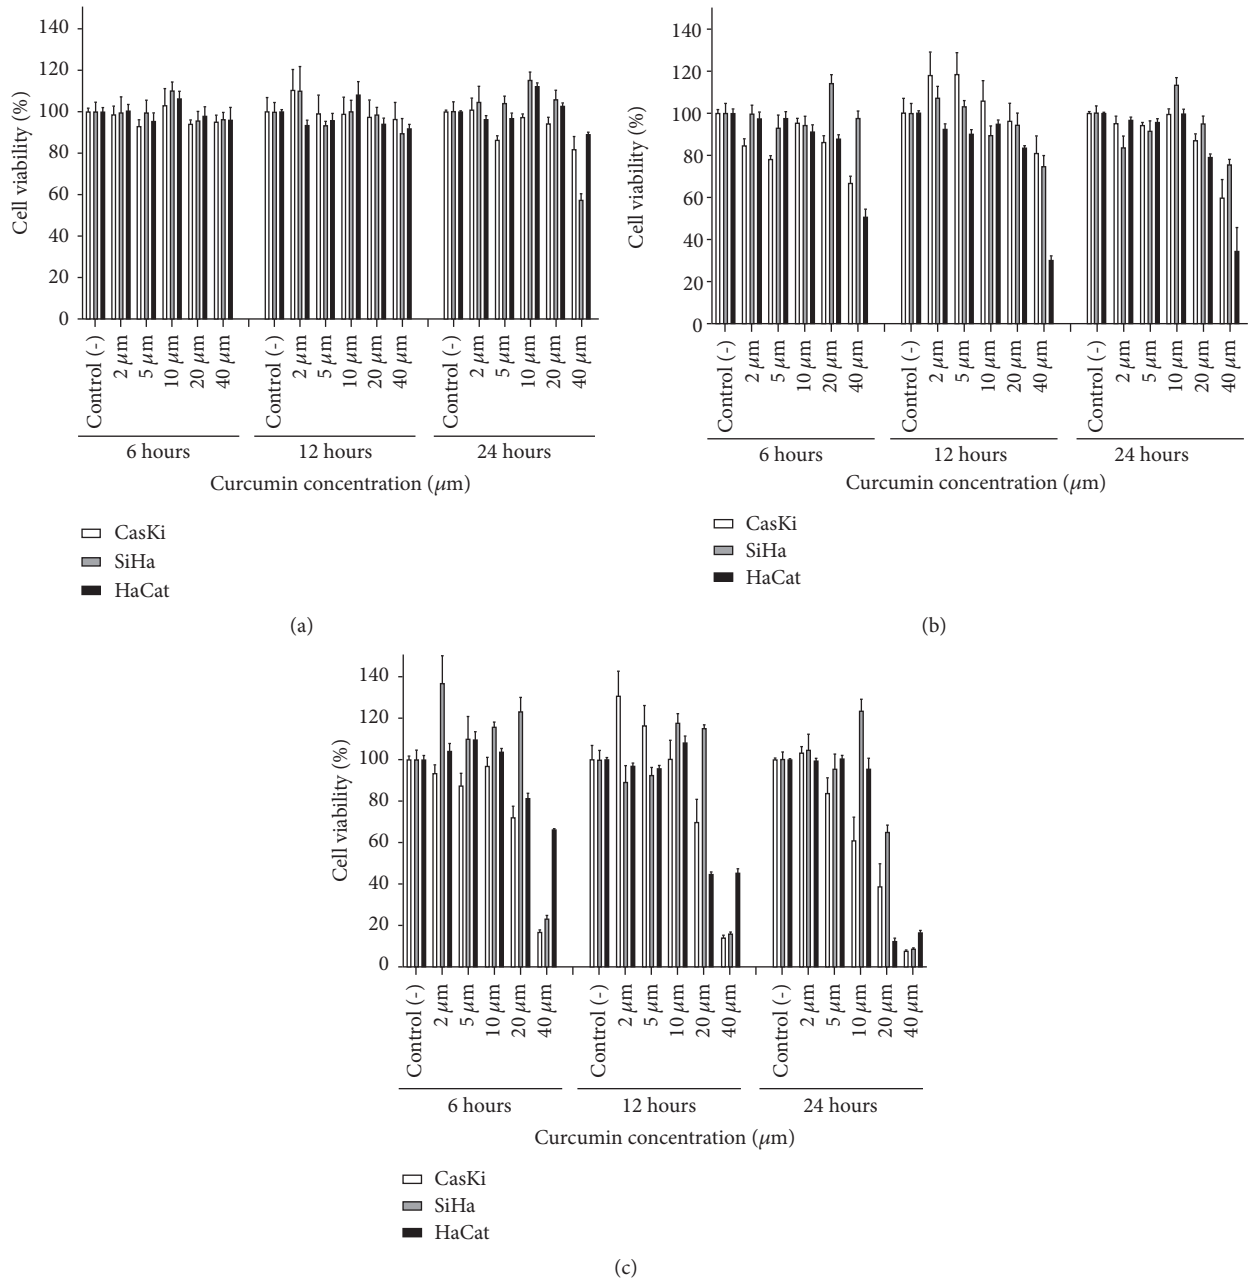 140
120
100
80
60
40
20
0
Cell viability (%)
Control (-)
2 µm
5 µm
10 µm
20 µm
40 µm
Control (-)
2 µm
5 µm
10 µm
20 µm
40 µm
Control (-)
2 µm
5 µm
10 µm
20 µm
40 µm
6 hours
12 hours
24 hours
Curcumin concentration (µm)
CasKi
SiHa
HaCat
(a)
140
120
100
80
60
40
20
0
Cell viability (%)
Control (-)
2 µm
5 µm
10 µm
20 µm
40 µm
Control (-)
2 µm
5 µm
10 µm
20 µm
40 µm
Control (-)
2 µm
5 µm
10 µm
20 µm
40 µm
6 hours
12 hours
24 hours
Curcumin concentration (µm)
CasKi
SiHa
HaCat
(b)
140
120
100
80
60
40
20
0
Cell viability (%)
Control (-)
2 µm
5 µm
10 µm
20 µm
40 µm
Control (-)
2 µm
5 µm
10 µm
20 µm
40 µm
Control (-)
2 µm
5 µm
10 µm
20 µm
40 µm
6 hours
12 hours
24 hours
Curcumin concentration (µm)
CasKi
SiHa
HaCat
(c)